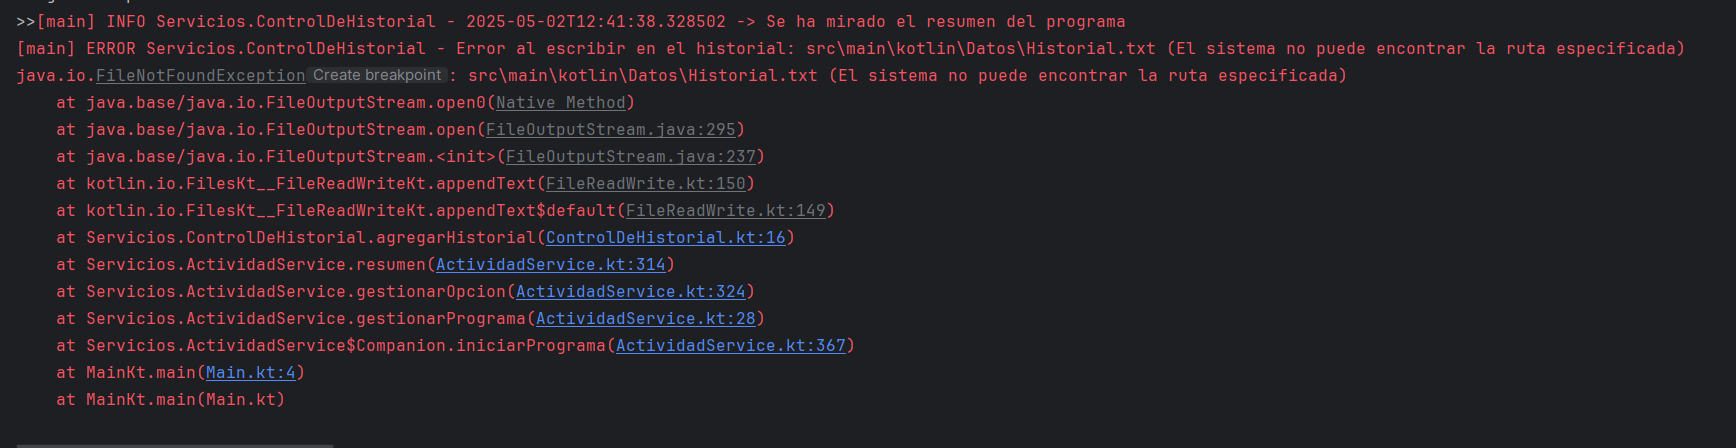 >>[main] INFO Servicios.ControlDeHistorial - 2025-05-02T12:41:38.328502 -> Se ha mirado el resumen del programa
[main] ERROR Servicios.ControlDeHistorial - Error al escribir en el historial: src\main\kotlin\Datos\Historial.txt (El sistema no puede encontrar la ruta especificada)
java.io.FileNotFoundException Create breakpoint : src\main\kotlin\Datos\Historial.txt (El sistema no puede encontrar la ruta especificada)
    at java.base/java.io.FileOutputStream.open0(Native Method)
    at java.base/java.io.FileOutputStream.open(FileOutputStream.java:295)
    at java.base/java.io.FileOutputStream.<init>(FileOutputStream.java:237)
    at kotlin.io.FilesKt__FileReadWriteKt.appendText(FileReadWrite.kt:150)
    at kotlin.io.FilesKt__FileReadWriteKt.appendText$default(FileReadWrite.kt:149)
    at Servicios.ControlDeHistorial.agregarHistorial(ControlDeHistorial.kt:16)
    at Servicios.ActividadService.resumen(ActividadService.kt:314)
    at Servicios.ActividadService.gestionarOpcion(ActividadService.kt:324)
    at Servicios.ActividadService.gestionarPrograma(ActividadService.kt:28)
    at Servicios.ActividadService$Companion.iniciarPrograma(ActividadService.kt:367)
    at MainKt.main(Main.kt:4)
    at MainKt.main(Main.kt)